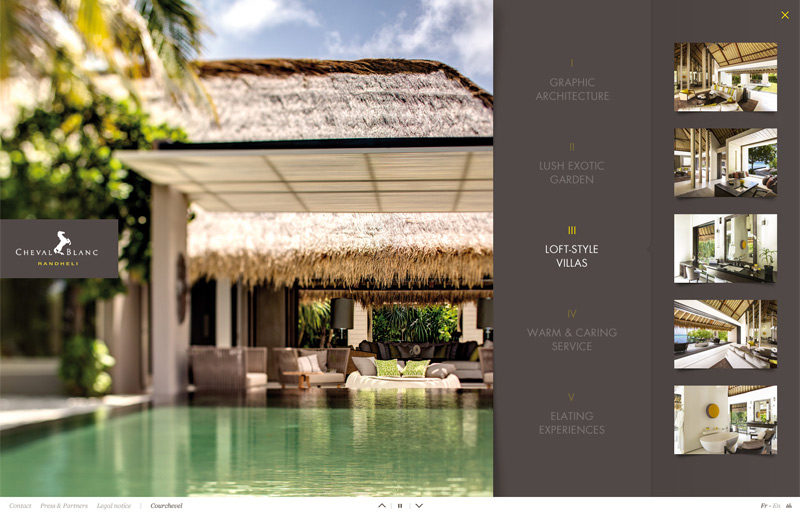 CHEVAL BLANC
RANDHELI
I
GRAPHIC
ARCHITECTURE
II
LUSH EXOTIC
GARDEN
III
LOFT-STYLE
VILLAS
IV
WARM & CARING
SERVICE
V
ELATING
EXPERIENCES
Contact Press & Partners Legal notice | Courchevel
Fr - En